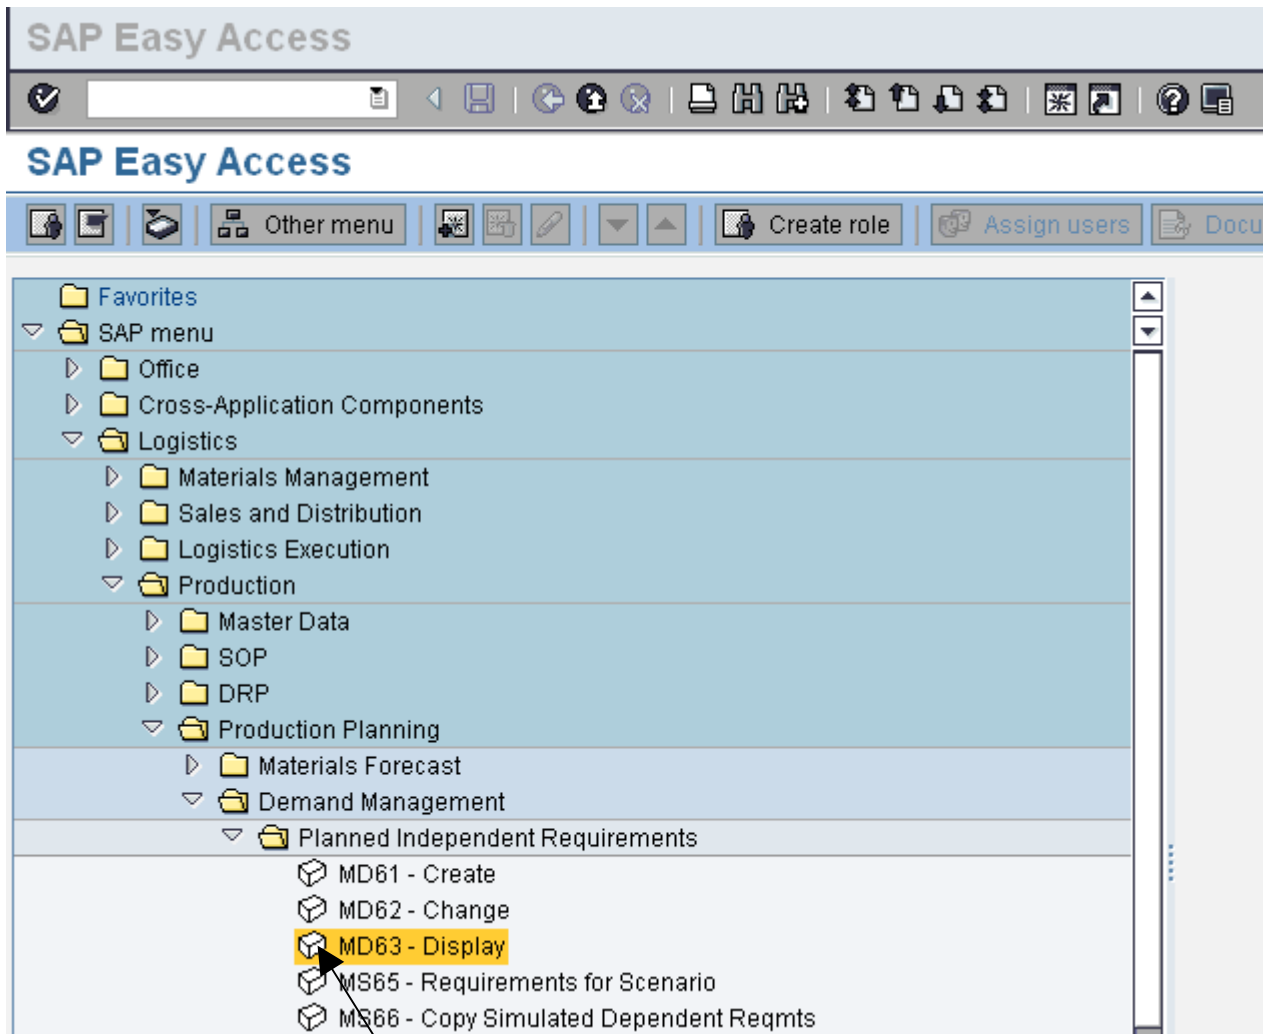 SAP Easy Access
SAP Easy Access
Other menu Create role Assign users Docu
Favorites
SAP menu
Office
Cross-Application Components
Logistics
Materials Management
Sales and Distribution
Logistics Execution
Production
Master Data
SOP
DRP
Production Planning
Materials Forecast
Demand Management
Planned Independent Requirements
MD61 - Create
MD62 - Change
MD63 - Display
MS65 - Requirements for Scenario
MS66 - Copy Simulated Dependent Reqmts